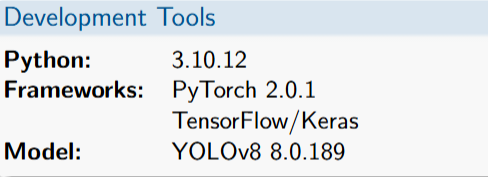 Development Tools
Python: 3.10.12
Frameworks: PyTorch 2.0.1
TensorFlow/Keras
Model: YOLOv8 8.0.189